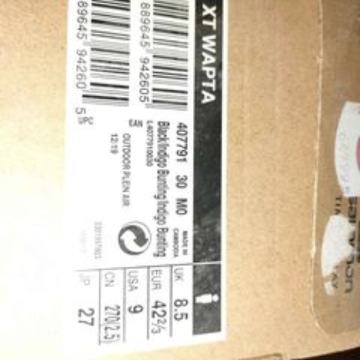 XT WAPTA
407791 30 M0
MADE IN
CAMBODIA
Black/Indigo Bunting/Indigo Bunting
L4077910030
OUTDOOR PLEIN AIR
12/19
EAN
UPC
889645 942605
889645 94260 5
UK 8.5
EUR 42 2/3
USA 9
CN 270(2.5)
JP 27